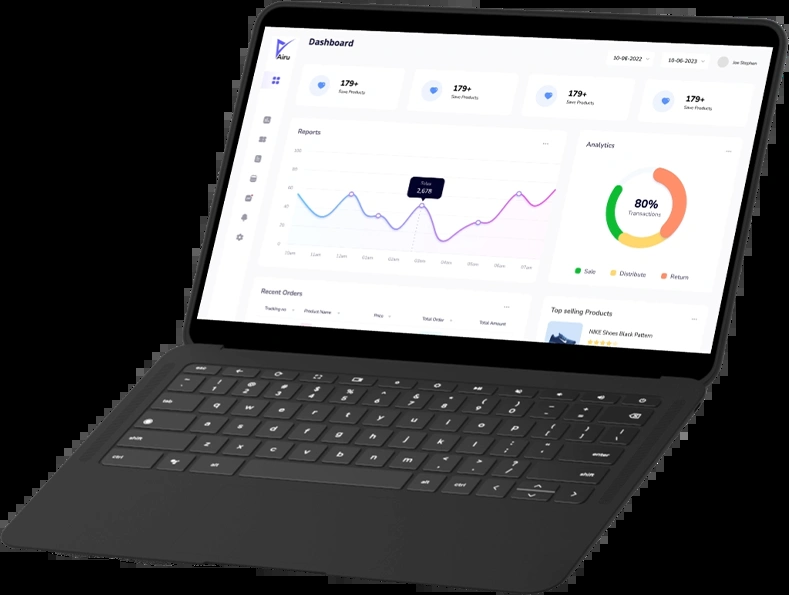 Airu
Dashboard
10-06-2022
10-06-2023
Joe Stephen
179+
Save Products
179+
Save Products
179+
Save Products
179+
Save Products
Reports
100
80
60
40
20
0
10am
11am
12am
01am
02am
03am
04am
05am
06am
07am
Sales
2,678
Analytics
80%
Transactions
Sale
Distribute
Return
Recent Orders
Tracking no
Product Name
Price
Total Order
Total Amount
Top selling Products
NIKE Shoes Black Pattern
esc
tab
q w e r t y u i o p
a s d f g h j k l
enter
shift
z x c v b n m
shift
ctrl
alt
alt
ctrl